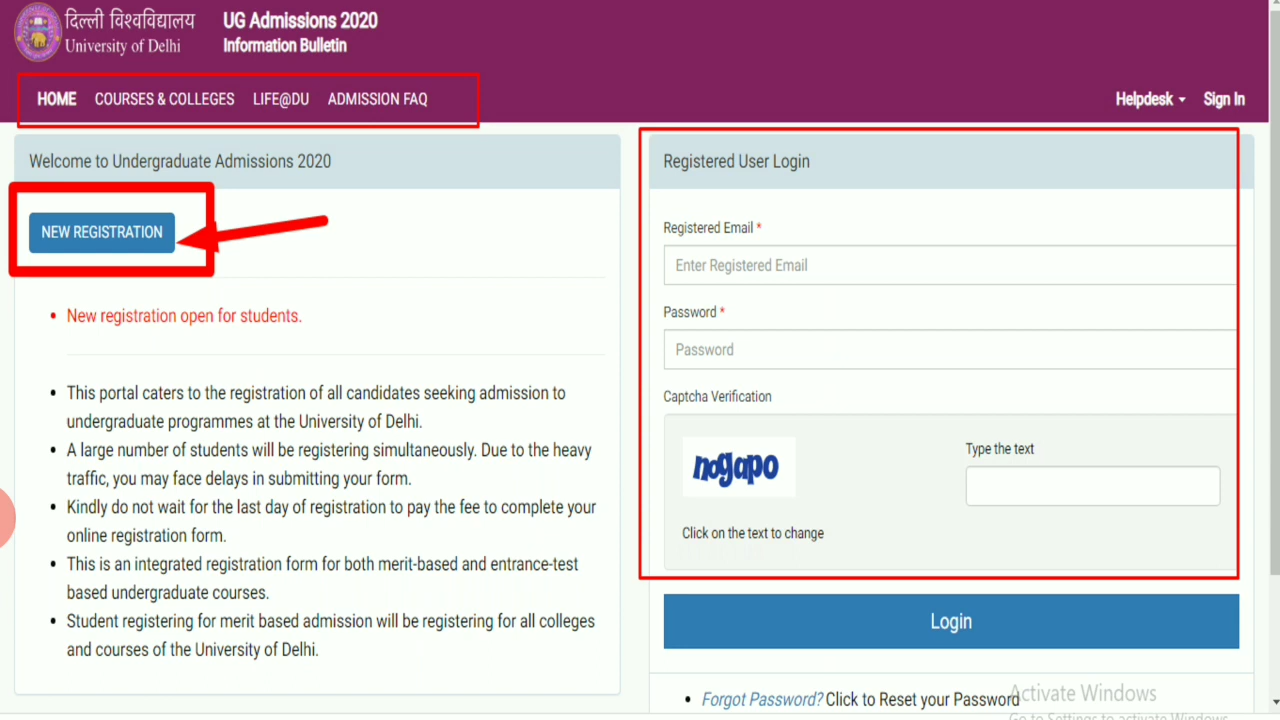 दिल्ली विश्वविद्यालय
University of Delhi
UG Admissions 2020
Information Bulletin
HOME COURSES & COLLEGES LIFE@DU ADMISSION FAQ
Helpdesk Sign In
Welcome to Undergraduate Admissions 2020
NEW REGISTRATION
New registration open for students.
This portal caters to the registration of all candidates seeking admission to
undergraduate programmes at the University of Delhi.
A large number of students will be registering simultaneously. Due to the heavy
traffic, you may face delays in submitting your form.
Kindly do not wait for the last day of registration to pay the fee to complete your
online registration form.
This is an integrated registration form for both merit-based and entrance-test
based undergraduate courses.
Student registering for merit based admission will be registering for all colleges
and courses of the University of Delhi.
Registered User Login
Registered Email *
Enter Registered Email
Password *
Password
Captcha Verification
nogapo
Type the text
Click on the text to change
Login
Forgot Password? Click to Reset your Password
Activate Windows
Go to Settings to activate Windows.